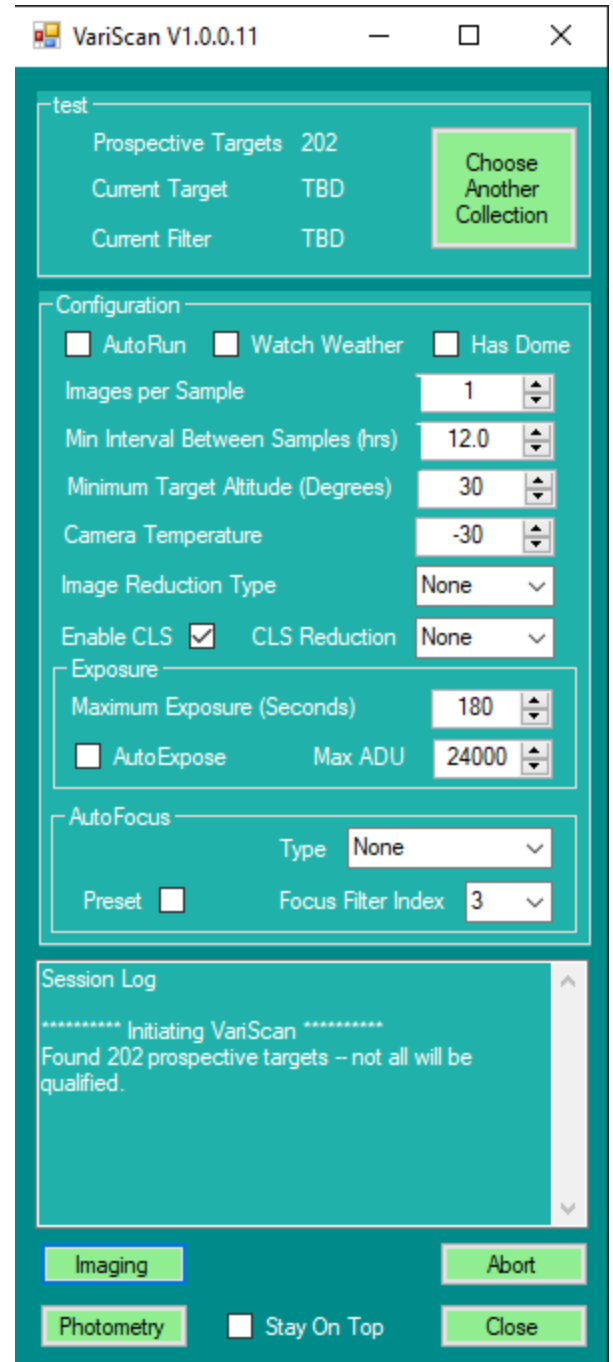 VariScan V1.0.0.11
test
Prospective Targets 202
Current Target TBD
Current Filter TBD
Choose
Another
Collection
Configuration
AutoRun Watch Weather Has Dome
Images per Sample 1
Min Interval Between Samples (hrs) 12.0
Minimum Target Altitude (Degrees) 30
Camera Temperature -30
Image Reduction Type None
Enable CLS CLS Reduction None
Exposure
Maximum Exposure (Seconds) 180
AutoExpose Max ADU 24000
AutoFocus
Type None
Preset Focus Filter Index 3
Session Log
********** Initiating VariScan **********
Found 202 prospective targets -- not all will be
qualified.
Imaging Abort
Photometry Stay On Top Close